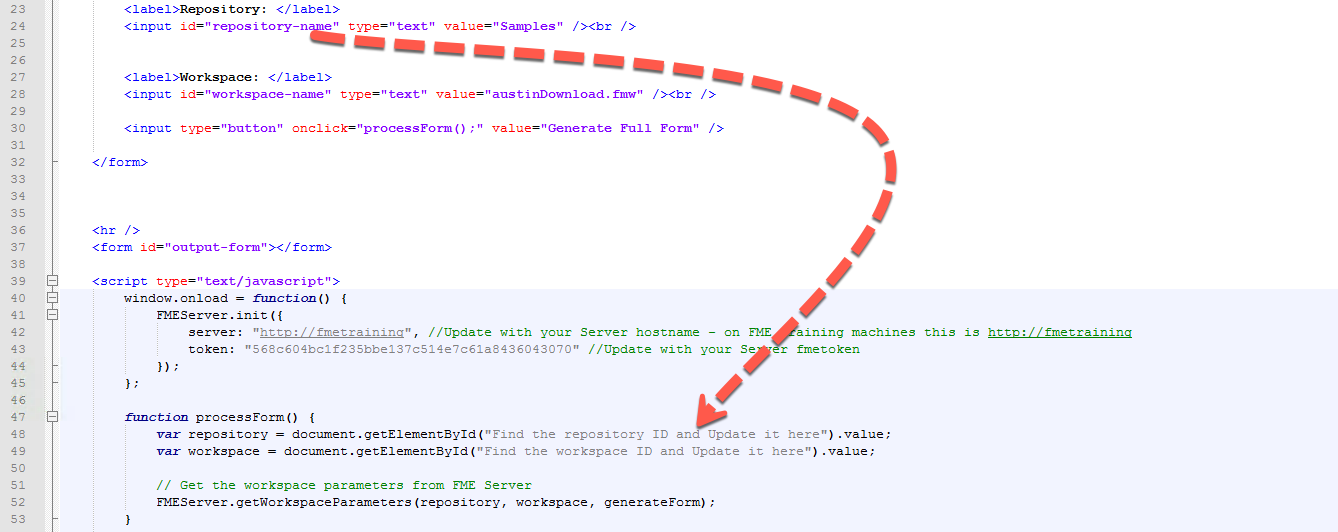 23 <label>Repository: </label>
24 <input id="repository-name" type="text" value="Samples" /><br />
25
26
27 <label>Workspace: </label>
28 <input id="workspace-name" type="text" value="austinDownload.fmw" /><br />
29
30 <input type="button" onclick="processForm();" value="Generate Full Form" />
31
32 </form>
33
34
35
36 <hr />
37 <form id="output-form"></form>
38
39 <script type="text/javascript">
40 window.onload = function() {
41 FMEServer.init({
42 server: "http://fmetraining", //Update with your Server hostname - on FME raining machines this is http://fmetraining
43 token: "568c604bc1f235bbe137c514e7c61a8436043070" //Update with your Server fmetoken
44 });
45 };
46
47 function processForm() {
48 var repository = document.getElementById("Find the repository ID and Update it here").value;
49 var workspace = document.getElementById("Find the workspace ID and Update it here").value;
50
51 // Get the workspace parameters from FME Server
52 FMEServer.getWorkspaceParameters(repository, workspace, generateForm);
53 }